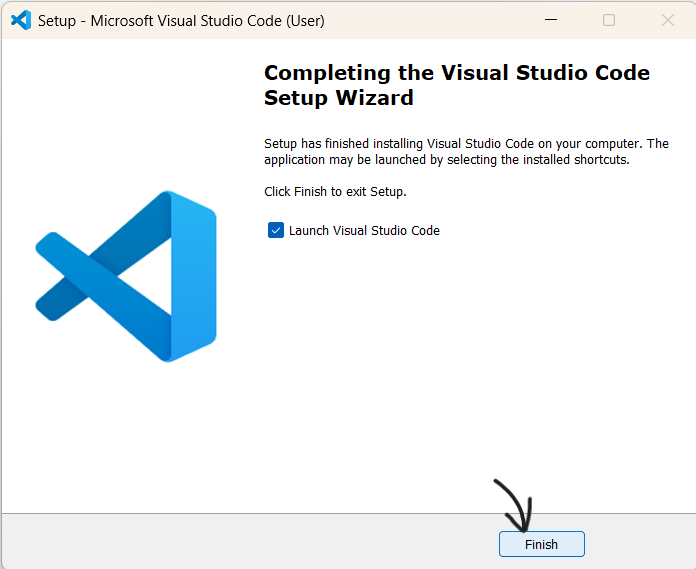 Setup - Microsoft Visual Studio Code (User)
Completing the Visual Studio Code
Setup Wizard
Setup has finished installing Visual Studio Code on your computer. The
application may be launched by selecting the installed shortcuts.
Click Finish to exit Setup.
Launch Visual Studio Code
Finish